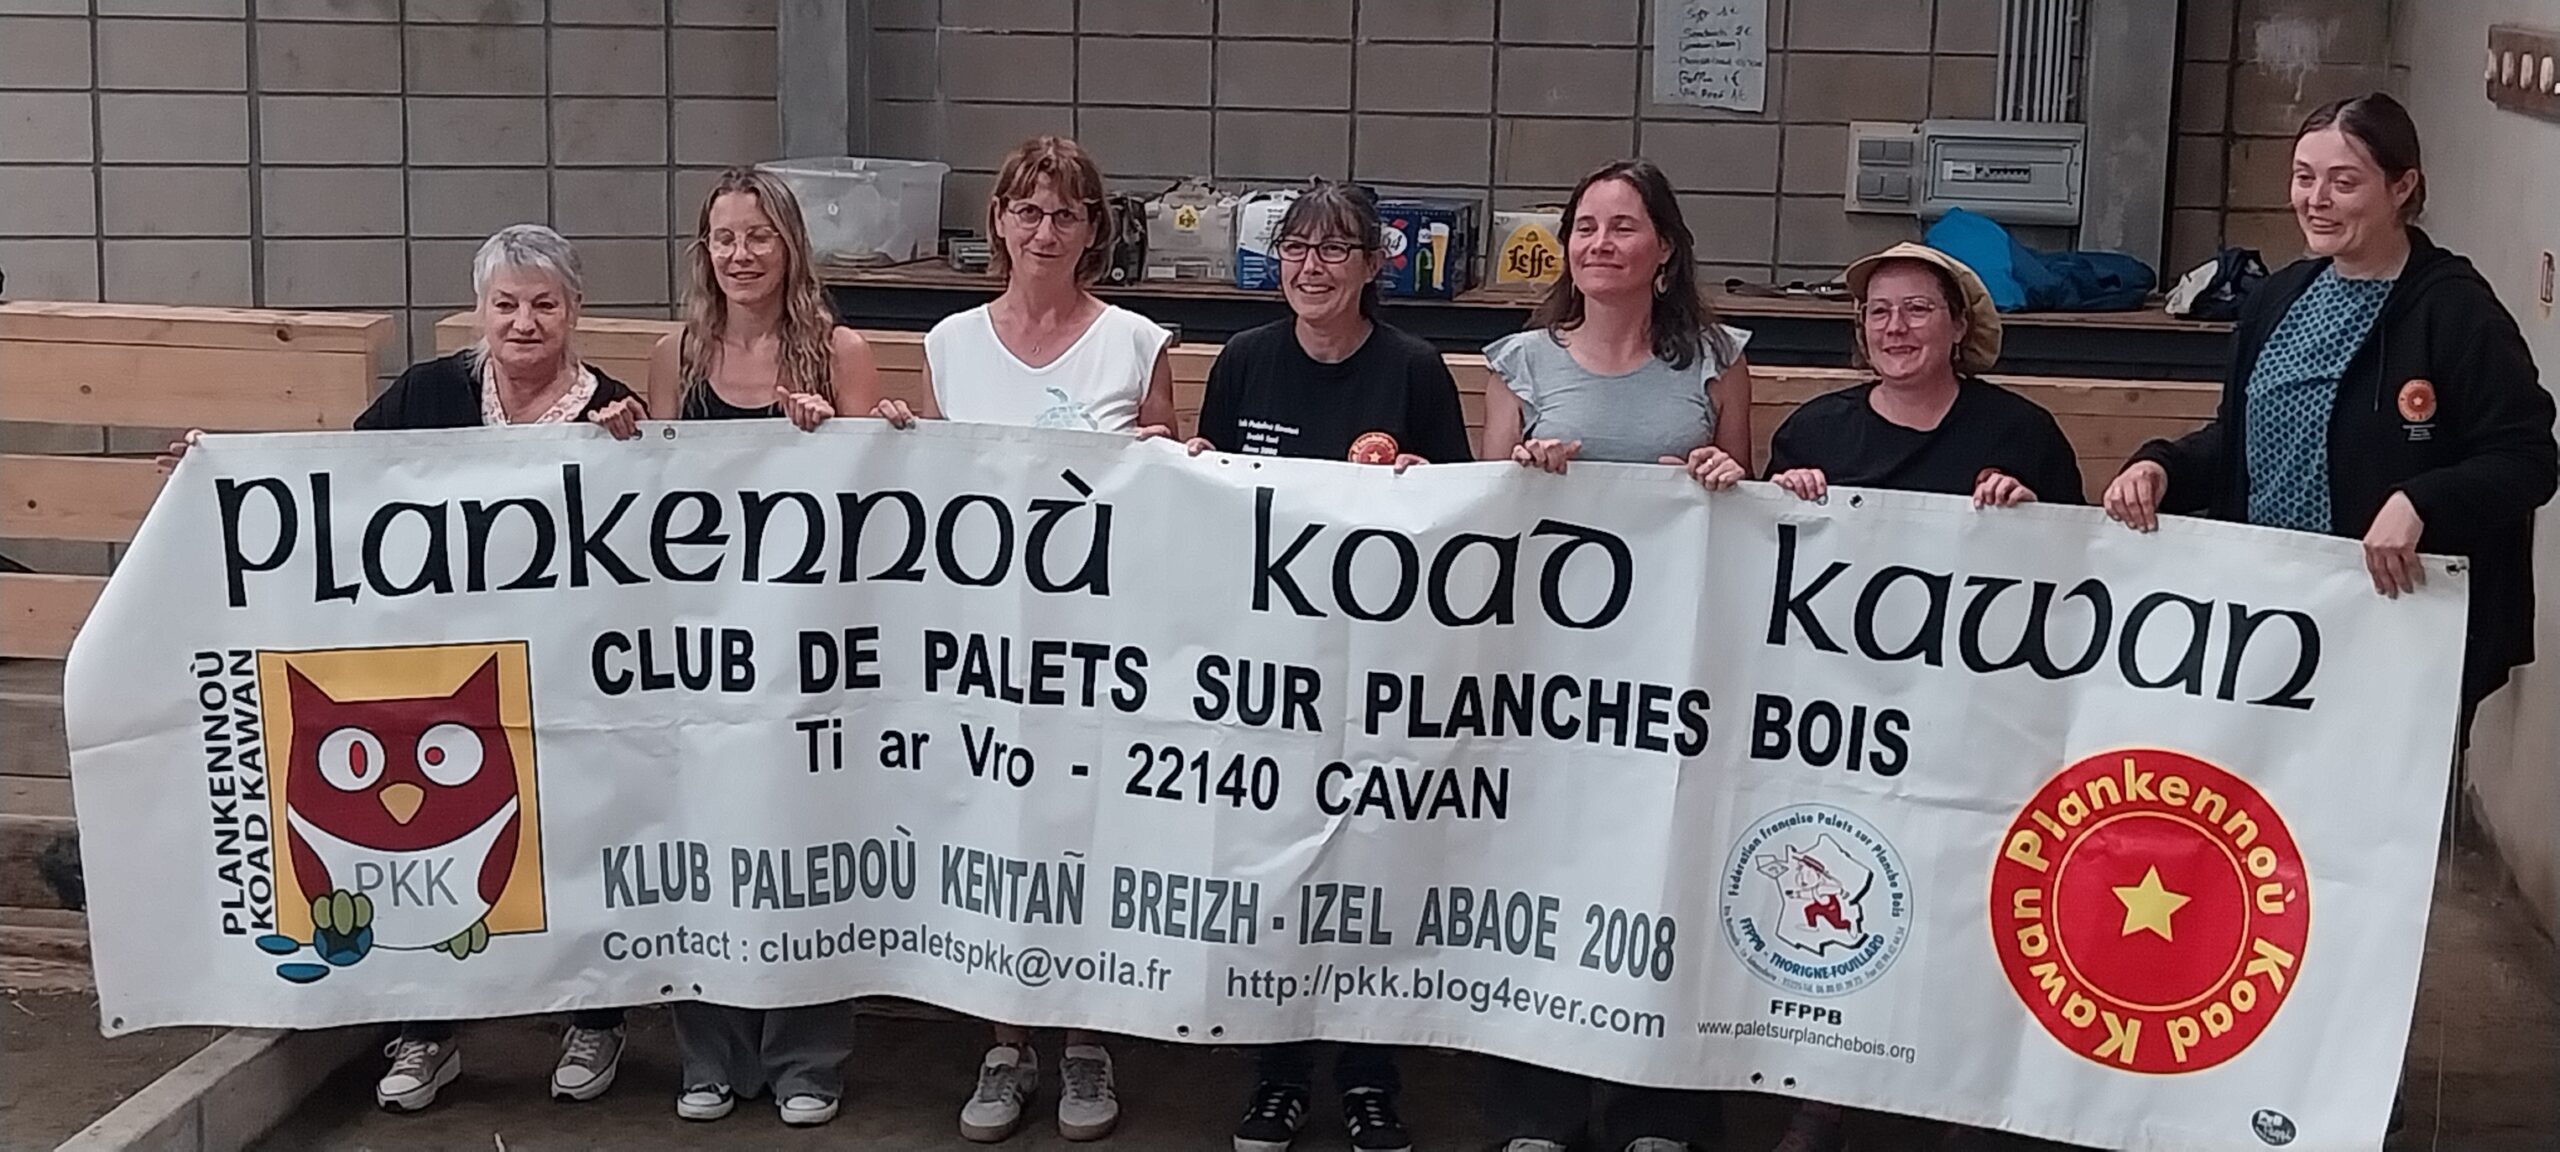 Plankennoù Koad Kawan
CLUB DE PALETS SUR PLANCHES BOIS
Ti ar Vro - 22140 CAVAN
KLUB PALEDOÙ KENTAÑ BREIZH - IZEL ABAOE 2008
Contact : clubdepaletspkk@voila.fr http://pkk.blog4ever.com
PLANKENNOÙ
KOAD KAWAN
PKK
Fédération Française Palets sur Planche Bois
FFPPB - THORIGNE-FOUILLARD
FFPPB
www.paletsurplanchebois.org
Plankennoù Koad Kawan
Leffe